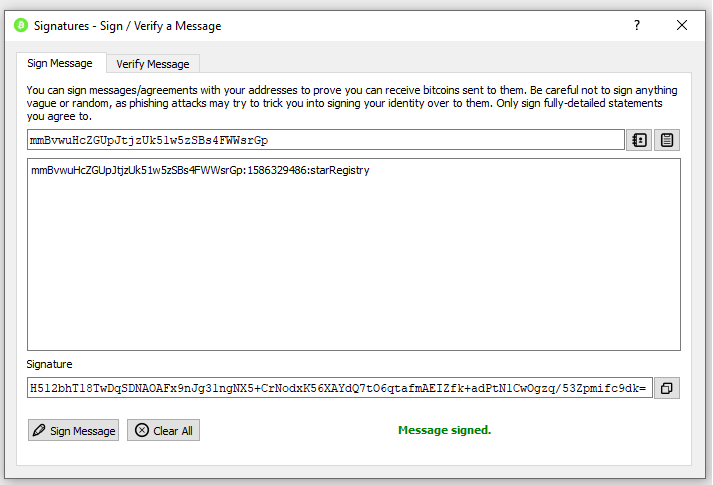 Signatures - Sign / Verify a Message
Sign Message
Verify Message
You can sign messages/agreements with your addresses to prove you can receive bitcoins sent to them. Be careful not to sign anything
vague or random, as phishing attacks may try to trick you into signing your identity over to them. Only sign fully-detailed statements
you agree to.
mmBvwuHcZGUpJtjzUk51w5zSBs4FWWsrGp
mmBvwuHcZGUpJtjzUk51w5zSBs4FWWsrGp:1586329486:starRegistry
Signature
H512bhTl8TwDqSDNAOAFx9nJg3lngNX5+CrNodxK56XAYdQ7tO6qtafmAEIZfk+adPtNlCwOgzq/53Zpmifc9dk=
Sign Message
Clear All
Message signed.